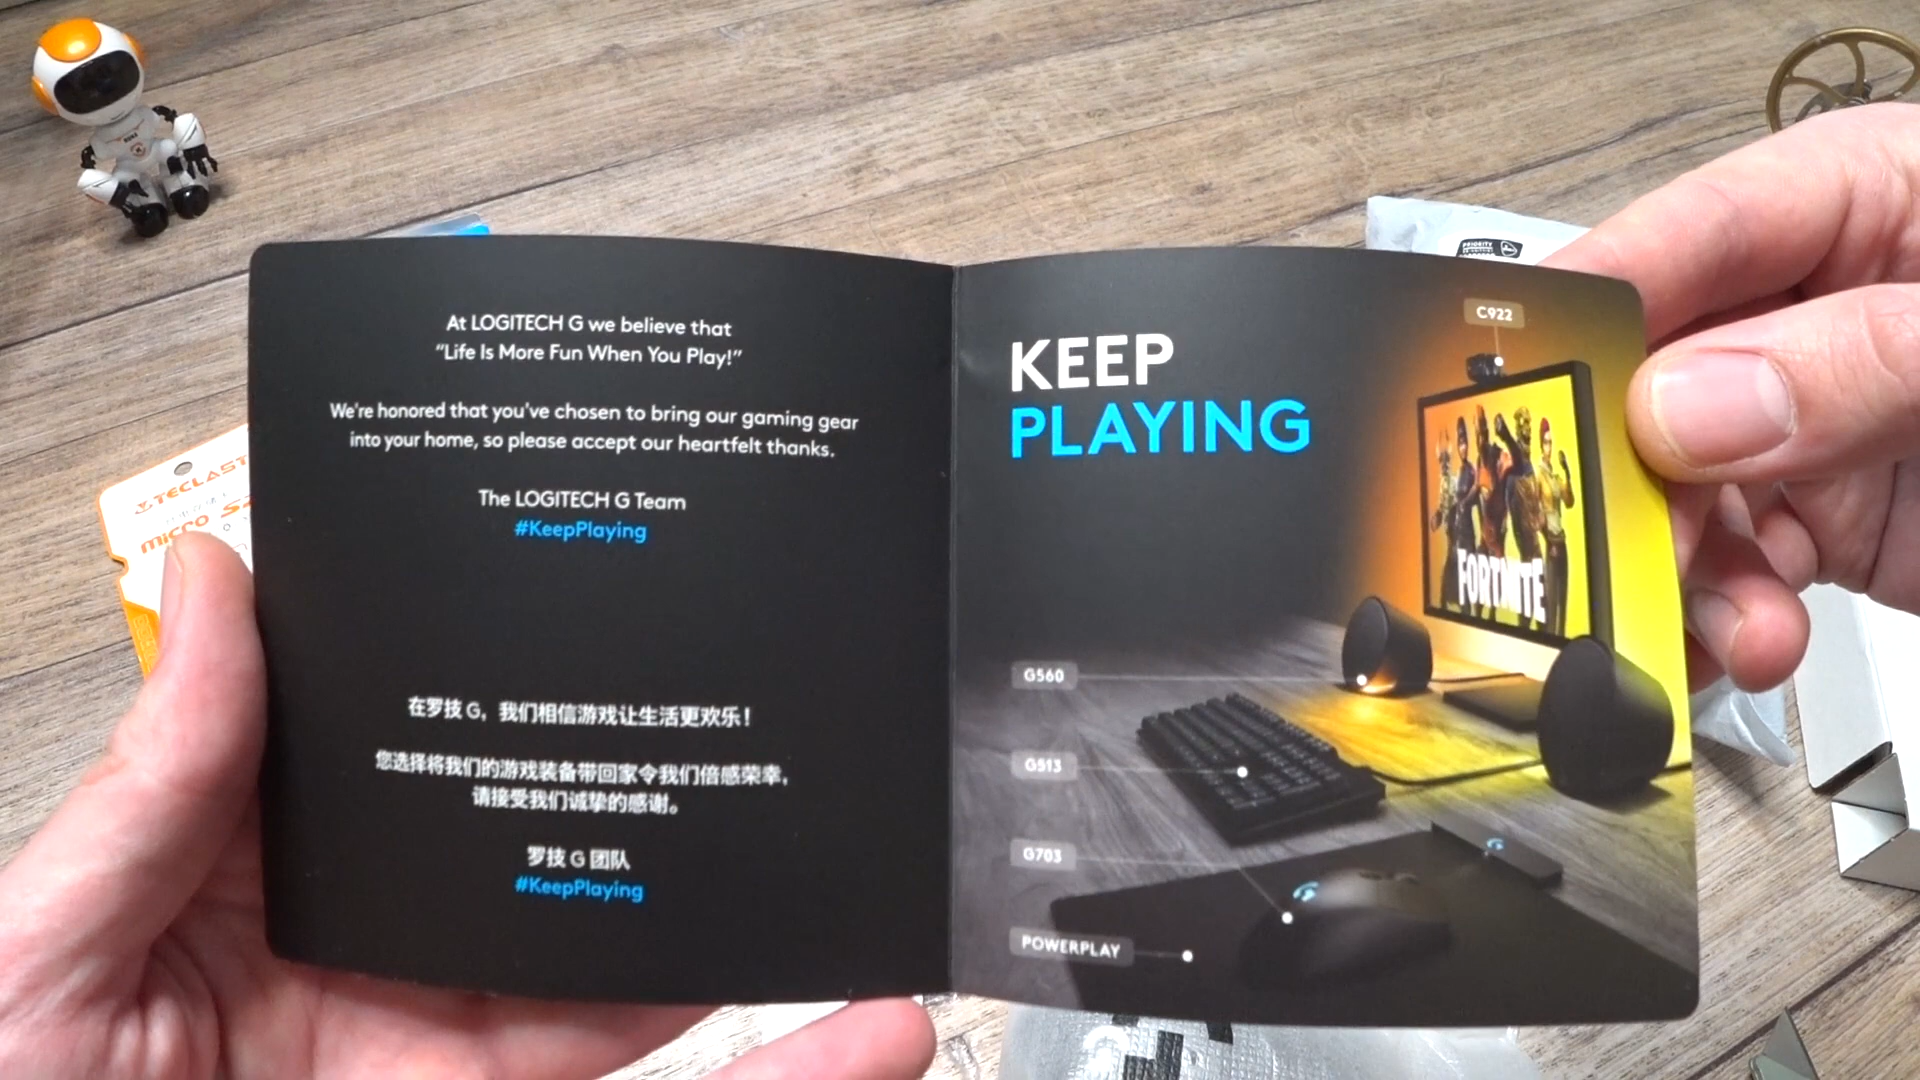 At LOGITECH G we believe that
“Life Is More Fun When You Play!”
We're honored that you've chosen to bring our gaming gear
into your home, so please accept our heartfelt thanks.
The LOGITECH G Team
#KeepPlaying
在罗技 G，我们相信游戏让生活更欢乐！
您选择将我们的游戏装备带回家令我们倍感荣幸，
请接受我们诚挚的感谢。
罗技 G 团队
#KeepPlaying
KEEP
PLAYING
C922
FORTNITE
G560
G513
G703
POWERPLAY
TECLAST
PRIORITY